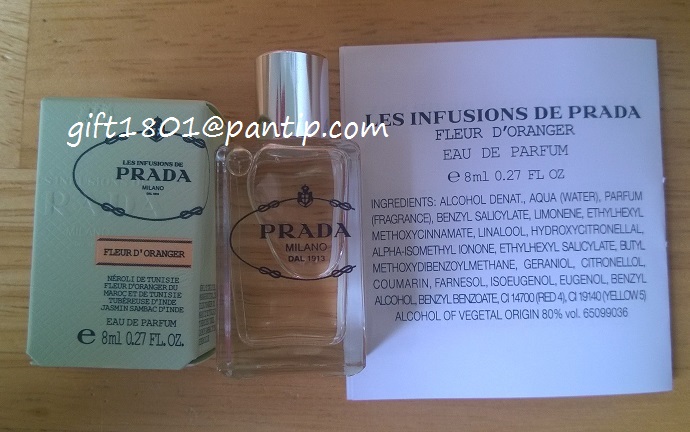 gift1801@pantip.com
LES INFUSIONS DE
PRADA
MILANO
FLEUR D'ORANGER
NÉROLI DE TUNISIE
FLEUR D'ORANGER DU
MAROC ET DE TUNISIE
TUBÉREUSE D'INDE
JASMIN SAMBAC D'INDE
EAU DE PARFUM
℮ 8ml 0.27 FL. OZ.
PRADA
MILANO
DAL 1913
LES INFUSIONS DE PRADA
FLEUR D'ORANGER
EAU DE PARFUM
℮ 8ml 0.27 FL OZ
INGREDIENTS: ALCOHOL DENAT., AQUA (WATER), PARFUM
(FRAGRANCE), BENZYL SALICYLATE, LIMONENE, ETHYLHEXYL
METHOXYCINNAMATE, LINALOOL, HYDROXYCITRONELLAL,
ALPHA-ISOMETHYL IONONE, ETHYLHEXYL SALICYLATE, BUTYL
METHOXYDIBENZOYLMETHANE, GERANIOL, CITRONELLOL,
COUMARIN, FARNESOL, ISOEUGENOL, EUGENOL, BENZYL
ALCOHOL, BENZYL BENZOATE, CI 14700 (RED 4), CI 19140 (YELLOW 5)
ALCOHOL OF VEGETAL ORIGIN 80% vol. 65099036